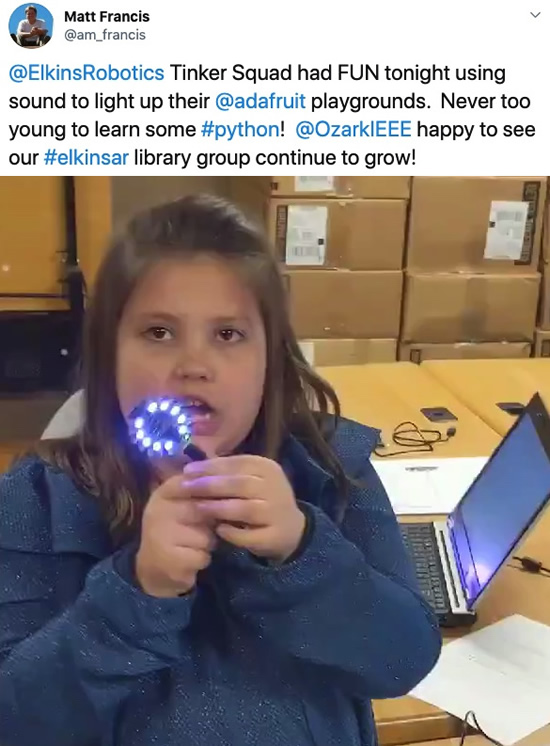 Matt Francis
@am_francis
@ElkinsRobotics Tinker Squad had FUN tonight using
sound to light up their @adafruit playgrounds.  Never too
young to learn some #python!  @OzarkIEEE happy to see
our #elkinsar library group continue to grow!